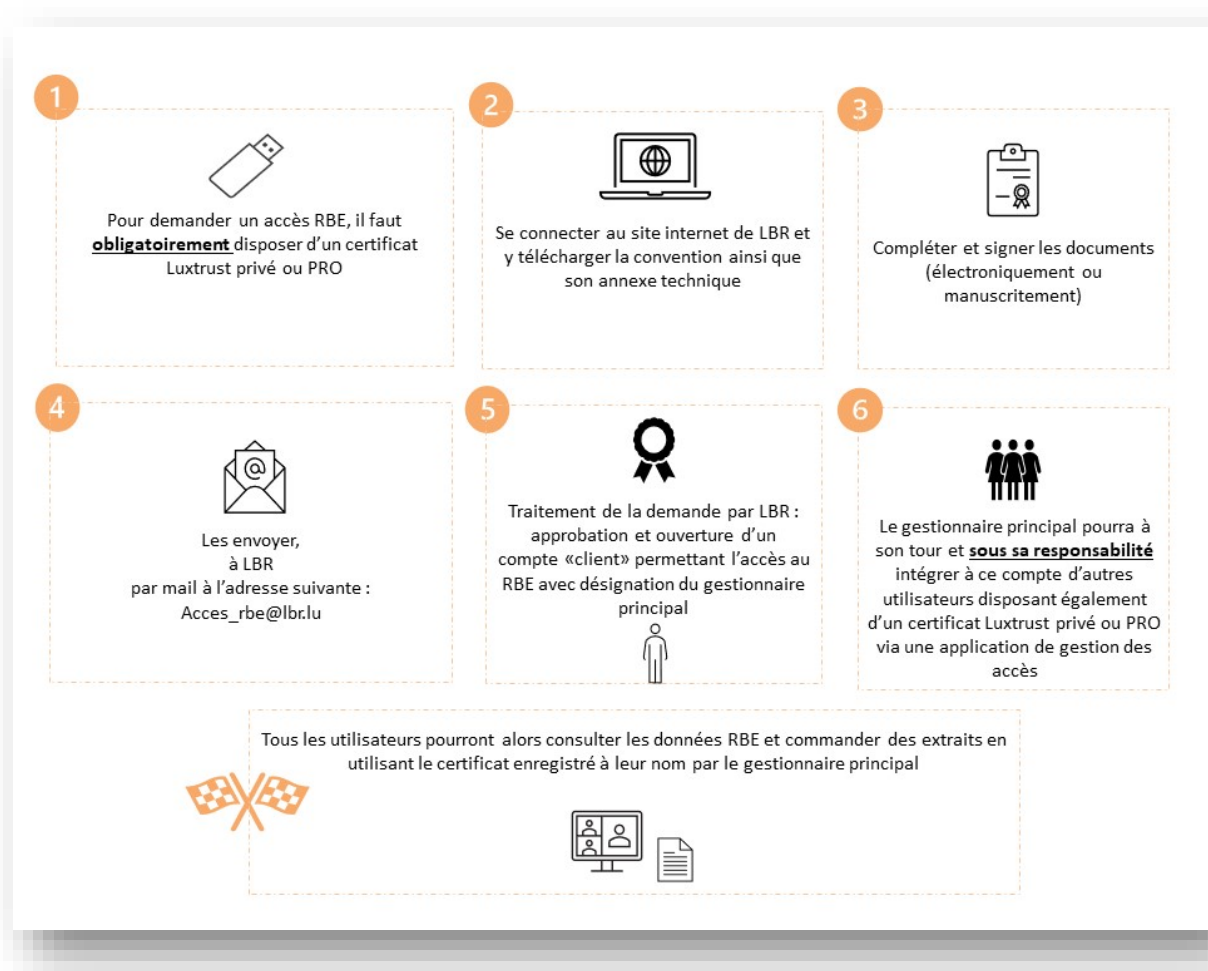 1
Pour demander un accès RBE, il faut
obligatoirement disposer d'un certificat
Luxtrust privé ou PRO
2
Se connecter au site internet de LBR et
y télécharger la convention ainsi que
son annexe technique
3
Compléter et signer les documents
(électroniquement ou
manuscritement)
4
@
Les envoyer,
à LBR
par mail à l'adresse suivante :
Acces_rbe@lbr.lu
5
Traitement de la demande par LBR :
approbation et ouverture d'un
compte «client» permettant l'accès au
RBE avec désignation du gestionnaire
principal
6
Le gestionnaire principal pourra à
son tour et sous sa responsabilité
intégrer à ce compte d'autres
utilisateurs disposant également
d'un certificat Luxtrust privé ou PRO
via une application de gestion des
accès
Tous les utilisateurs pourront alors consulter les données RBE et commander des extraits en
utilisant le certificat enregistré à leur nom par le gestionnaire principal